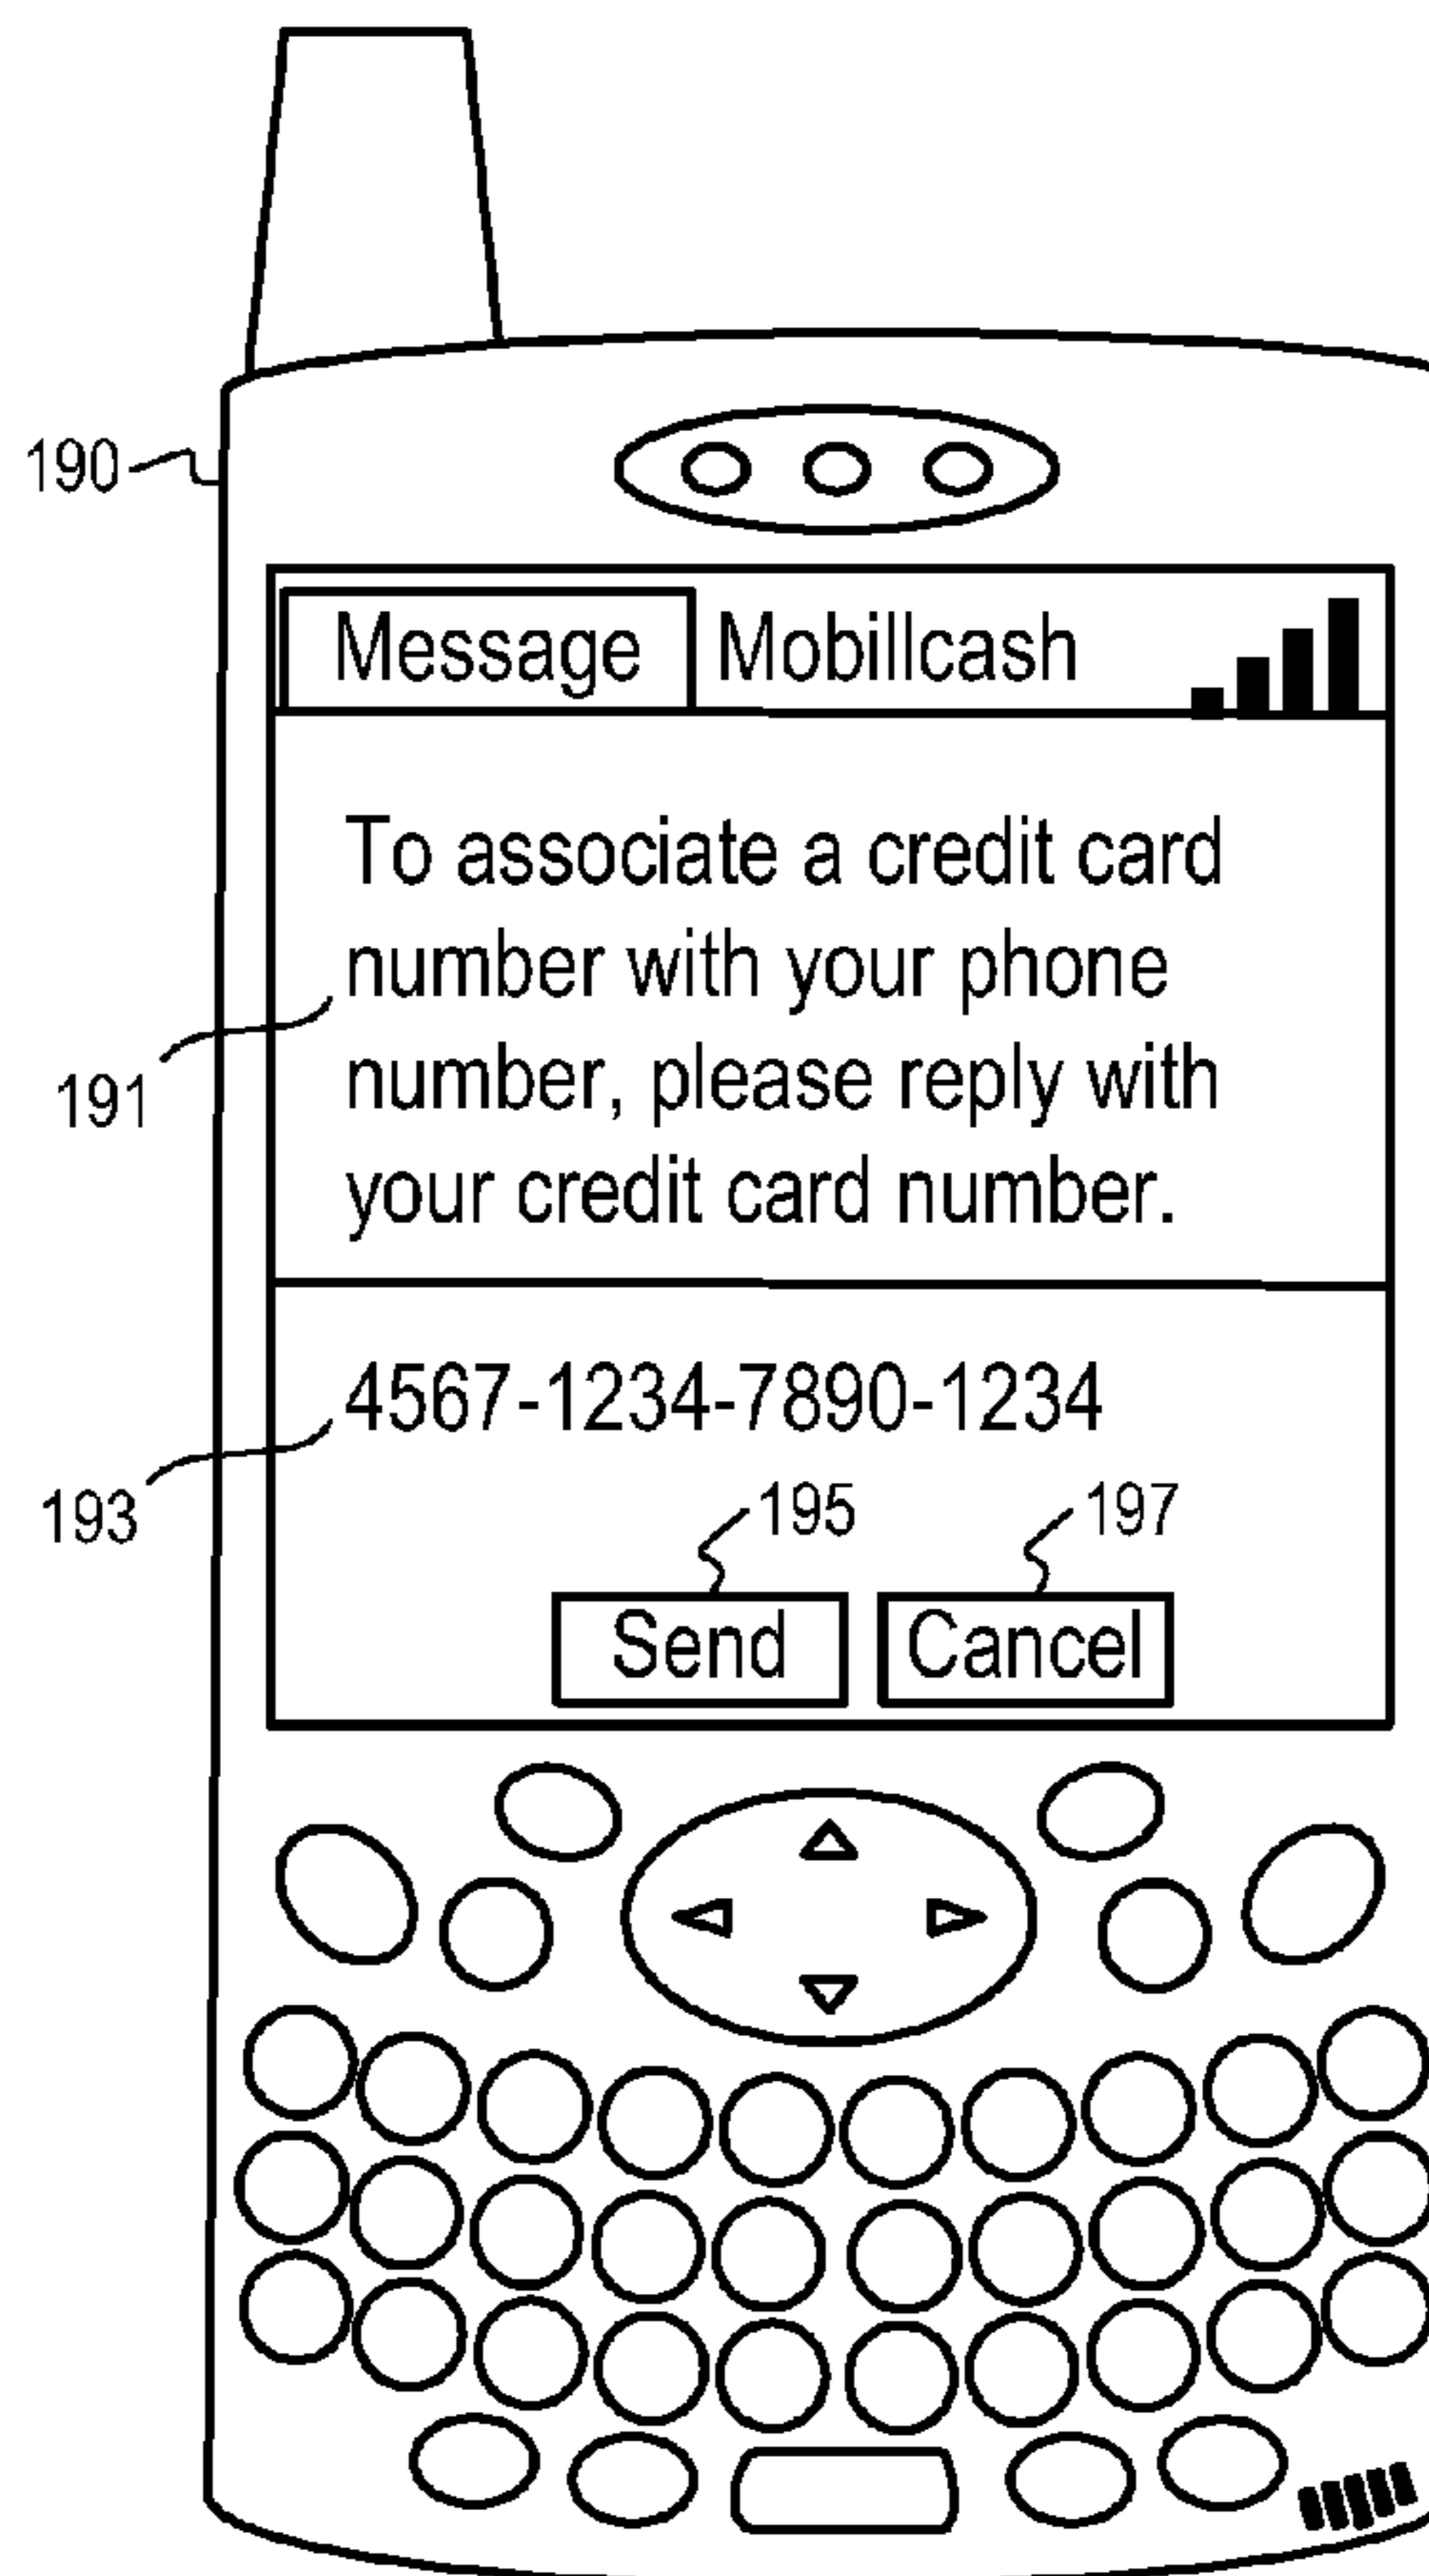 190
Message Mobillcash
To associate a credit card
number with your phone
191
number, please reply with
your credit card number.
4567-1234-7890-1234
193
195 197
Send Cancel